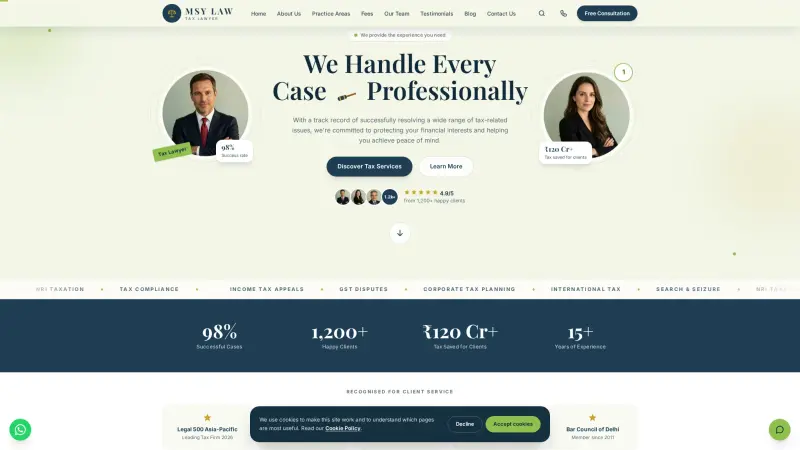 MSY LAW
TAX LAWYER
Home About Us Practice Areas Fees Our Team Testimonials Blog Contact Us
Free Consultation
We provide the experience you need
We Handle Every
Case Professionally
With a track record of successfully resolving a wide range of tax-related
issues, we're committed to protecting your financial interests and helping
you achieve peace of mind.
Tax Lawyer
98%
Success rate
1
₹120 Cr+
Tax saved for clients
Discover Tax Services
Learn More
1.2k+
4.9/5
from 1,200+ happy clients
NRI TAXATION TAX COMPLIANCE INCOME TAX APPEALS GST DISPUTES CORPORATE TAX PLANNING INTERNATIONAL TAX SEARCH & SEIZURE
98%
Successful Cases
1,200+
Happy Clients
₹120 Cr+
Tax Saved for Clients
15+
Years of Experience
RECOGNISED FOR CLIENT SERVICE
Legal 500 Asia-Pacific
Leading Tax Firm 2026
Bar Council of Delhi
Member since 2011
We use cookies to make this site work and to understand which pages
are most useful. Read our Cookie Policy.
Decline
Accept cookies